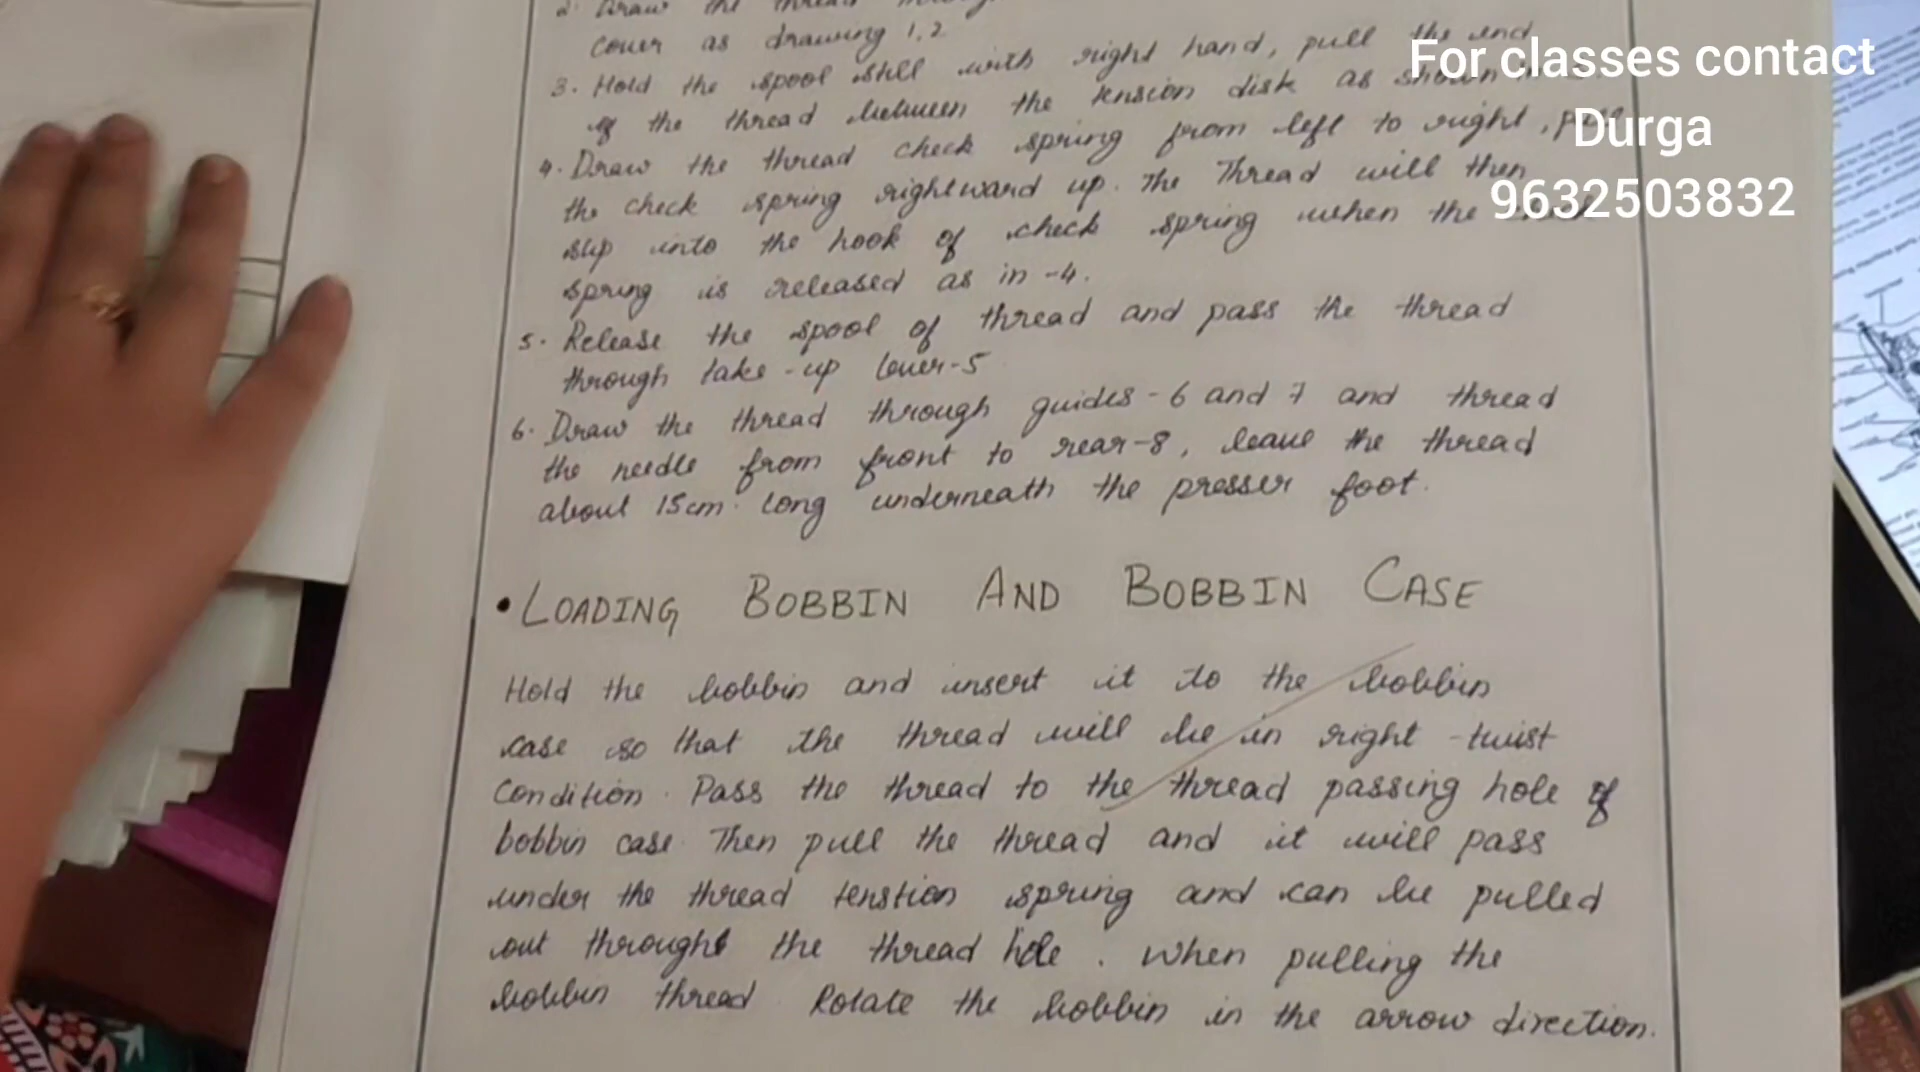 2. Draw the thread
cover as drawing 1,2
3. Hold the spool still with right hand, pull the end
of the thread between the tension disk as shown in
4. Draw the thread check spring from left to right, pull
the check spring rightward up. The Thread will then
slip into the hook of check spring when the
spring is released as in -4.
5. Release the spool of thread and pass the thread
through take-up lever-5
6. Draw the thread through guides-6 and 7 and thread
the needle from front to rear-8, leave the thread
about 15cm. long underneath the presser foot.
• LOADING BOBBIN AND BOBBIN CASE
Hold the bobbin and insert it to the bobbin
case so that the thread will be in right-twist
condition. Pass the thread to the thread passing hole of
bobbin case. Then pull the thread and it will pass
under the thread tenstion spring and can be pulled
out throught the thread hole. When pulling the
bobbin thread. Rotate the bobbin in the arrow direction.
For classes contact
Durga
9632503832